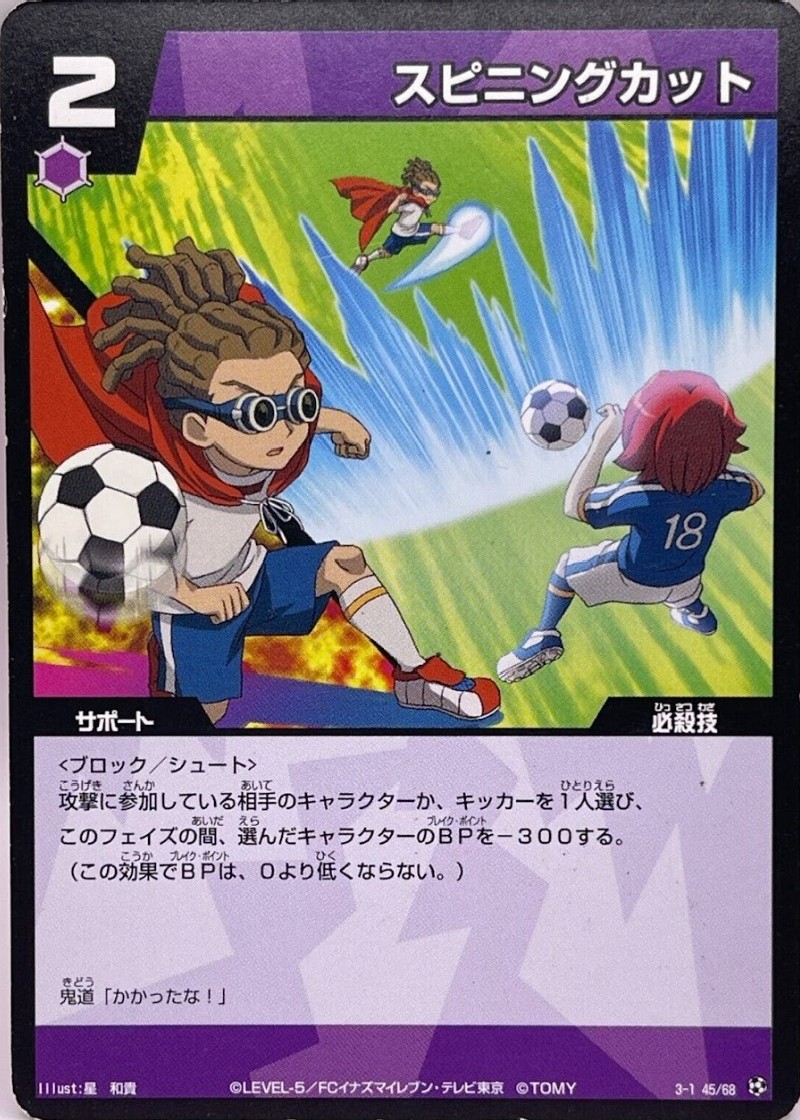 2
スピニングカット
18
サポート
必殺技
<ブロック／シュート>
攻撃に参加している相手のキャラクターか、キッカーを１人選び、
このフェイズの間、選んだキャラクターのＢＰを－３００する。
（この効果でＢＰは、０より低くならない。）
鬼道「かかったな！」
Illust:星　和貴
©LEVEL-5／FCイナズマイレブン・テレビ東京　©TOMY
3-1 45/68